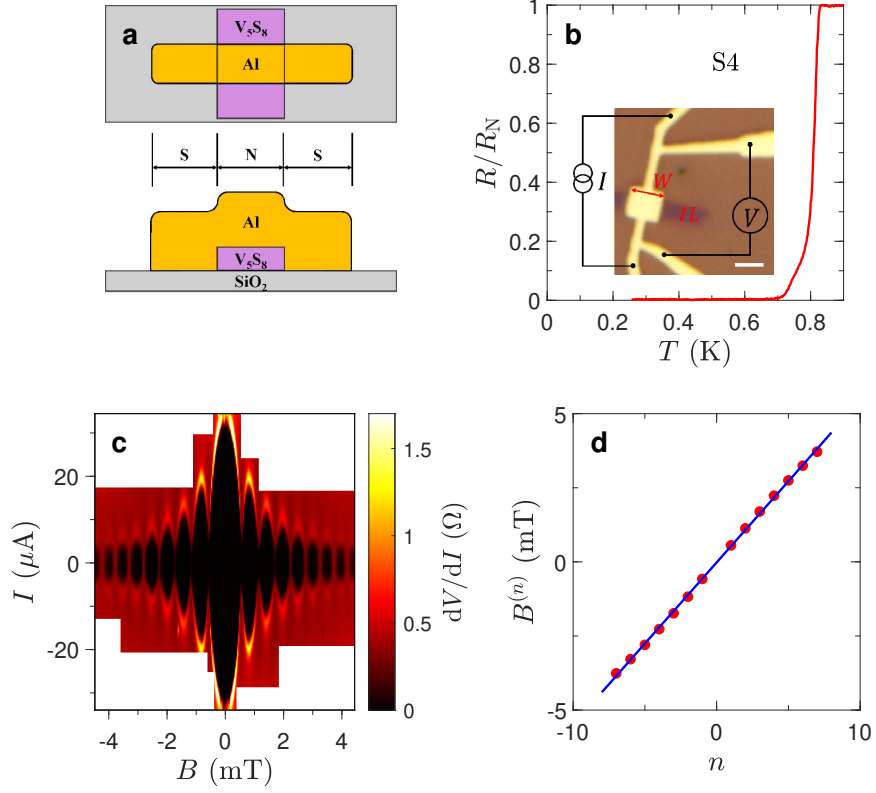 a
V₅S₈
Al
S N S
Al
V₅S₈
SiO₂
b
S4
R/R_N
1
0.8
0.6
0.4
0.2
0
I
W
L
V
0 0.2 0.4 0.6 0.8
T (K)
c
I (μA)
20
0
-20
-4 -2 0 2 4
B (mT)
1.5
1
0.5
0
dV/dI (Ω)
d
B⁽ⁿ⁾ (mT)
5
0
-5
-10 0 10
n